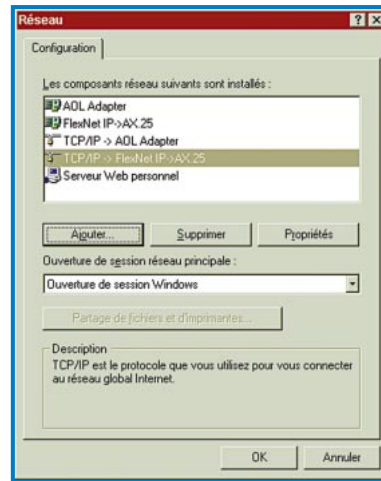 Réseau
Configuration
Les composants réseau suivants sont installés :
AOL Adapter
FlexNet IP->AX.25
TCP/IP -> AOL Adapter
TCP/IP -> FlexNet IP->AX.25
Serveur Web personnel
Ajouter...
Supprimer
Propriétés
Ouverture de session réseau principale :
Ouverture de session Windows
Partage de fichiers et d'imprimantes...
Description
TCP/IP est le protocole que vous utilisez pour vous connecter
au réseau global Internet.
OK
Annuler